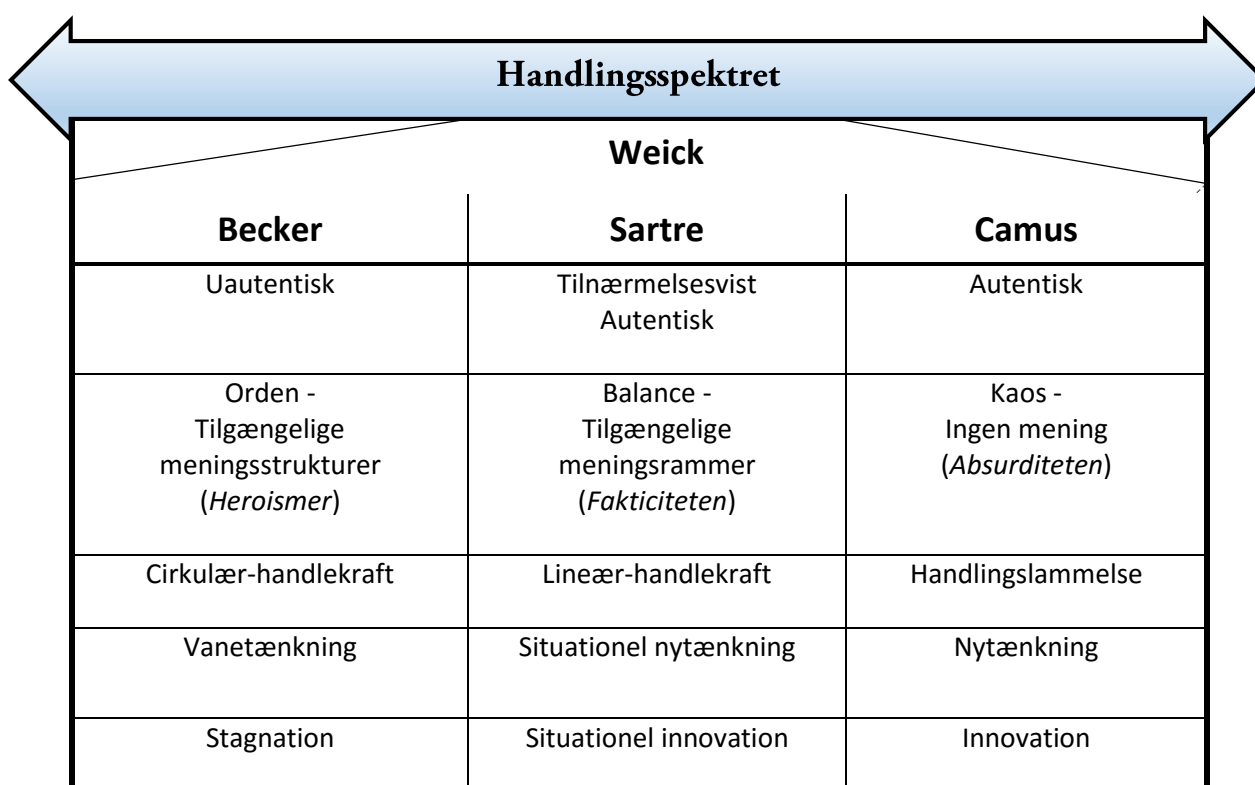 Handlingsspektret
Weick
Becker
Sartre
Camus
Uautentisk
Tilnærmelsesvist
Autentisk
Autentisk
Orden -
Tilgængelige
meningsstrukturer
(Heroismer)
Balance -
Tilgængelige
meningsrammer
(Fakticiteten)
Kaos -
Ingen mening
(Absurditeten)
Cirkulær-handlekraft
Lineær-handlekraft
Handlingslammelse
Vanetænkning
Situationel nytænkning
Nytænkning
Stagnation
Situationel innovation
Innovation